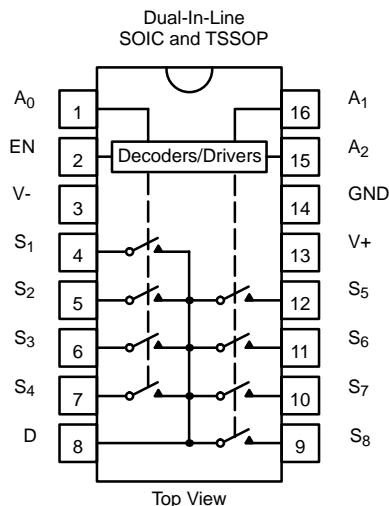 Dual-In-Line
SOIC and TSSOP
A0 1 16 A1
EN 2 Decoders/Drivers 15 A2
V- 3 14 GND
S1 4 13 V+
S2 5 12 S5
S3 6 11 S6
S4 7 10 S7
D 8 9 S8
Top View